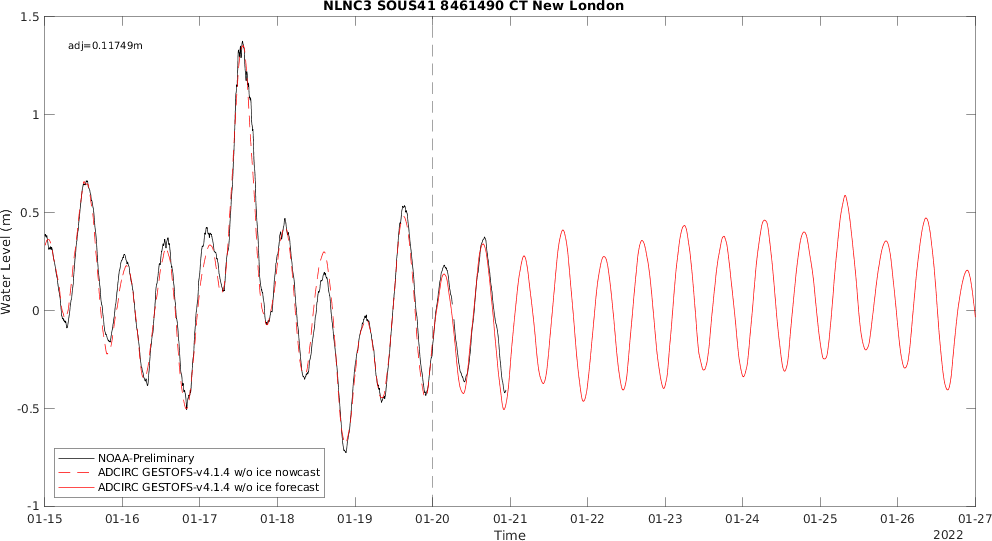 NLNC3 SOUS41 8461490 CT New London
adj=0.11749m
Water Level (m)
1.5
1
0.5
0
-0.5
-1
NOAA-Preliminary
ADCIRC GESTOFS-v4.1.4 w/o ice nowcast
ADCIRC GESTOFS-v4.1.4 w/o ice forecast
01-15 01-16 01-17 01-18 01-19 01-20 01-21 01-22 01-23 01-24 01-25 01-26 01-27
Time
2022